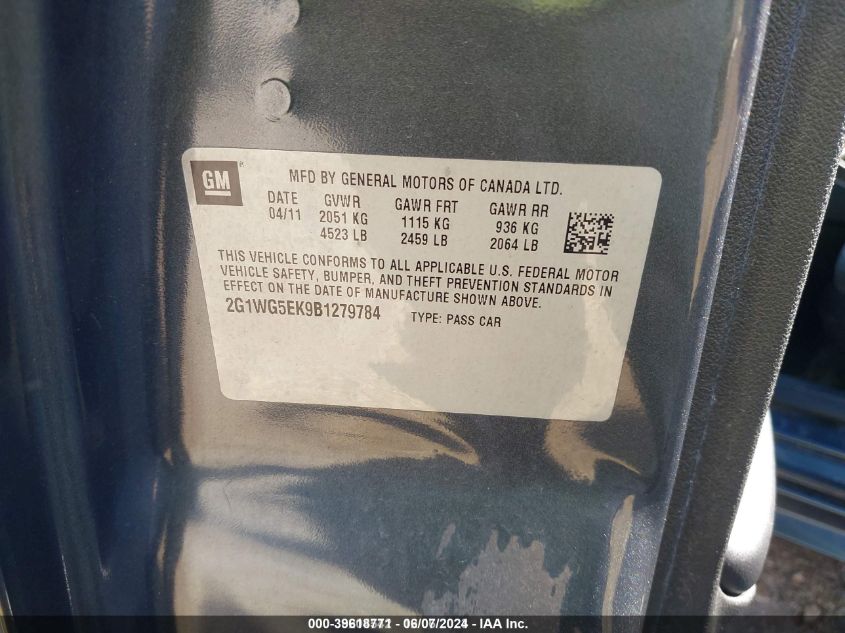 GM ®
MFD BY GENERAL MOTORS OF CANADA LTD.
DATE GVWR GAWR FRT GAWR RR
04/11 2051 KG 1115 KG 936 KG
4523 LB 2459 LB 2064 LB
THIS VEHICLE CONFORMS TO ALL APPLICABLE U.S. FEDERAL MOTOR
VEHICLE SAFETY, BUMPER, AND THEFT PREVENTION STANDARDS IN
EFFECT ON THE DATE OF MANUFACTURE SHOWN ABOVE.
2G1WG5EK9B1279784 TYPE: PASS CAR
000-39618771 - 06/07/2024 - IAA Inc.